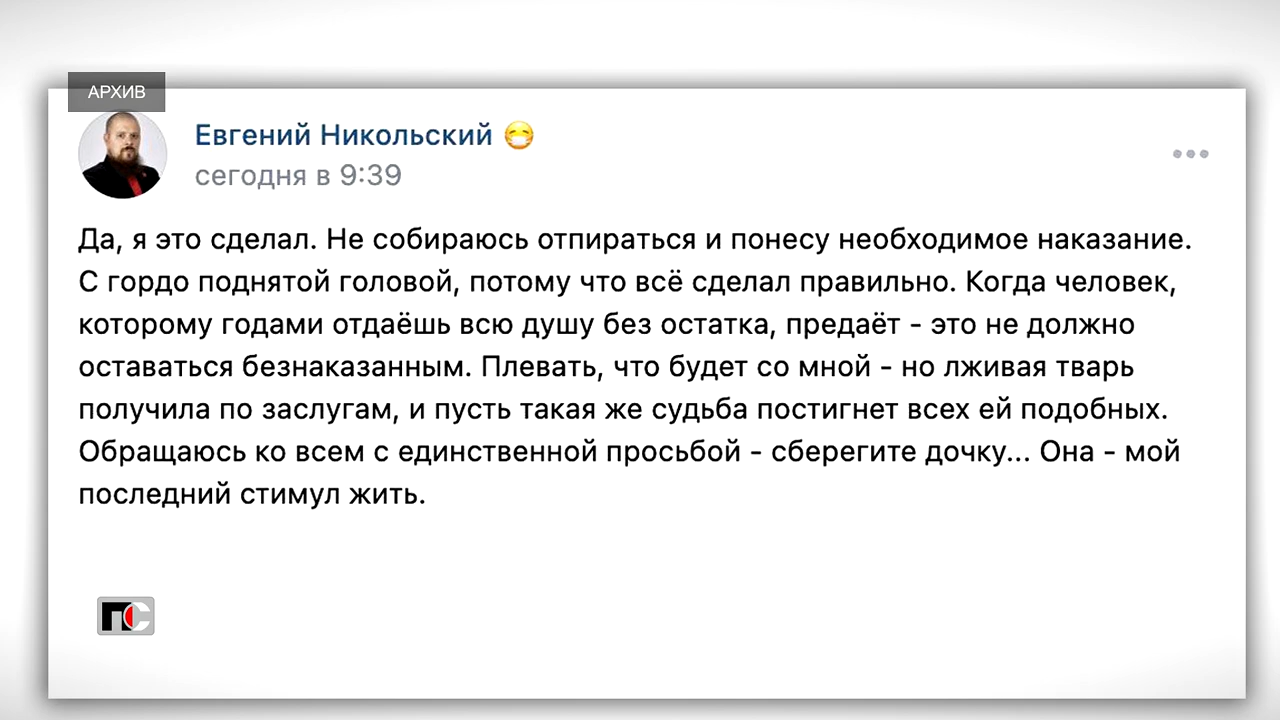 АРХИВ
Евгений Никольский
сегодня в 9:39
Да, я это сделал. Не собираюсь отпираться и понесу необходимое наказание.
С гордо поднятой головой, потому что всё сделал правильно. Когда человек,
которому годами отдаёшь всю душу без остатка, предаёт - это не должно
оставаться безнаказанным. Плевать, что будет со мной - но лживая тварь
получила по заслугам, и пусть такая же судьба постигнет всех ей подобных.
Обращаюсь ко всем с единственной просьбой - сберегите дочку... Она - мой
последний стимул жить.
ПС